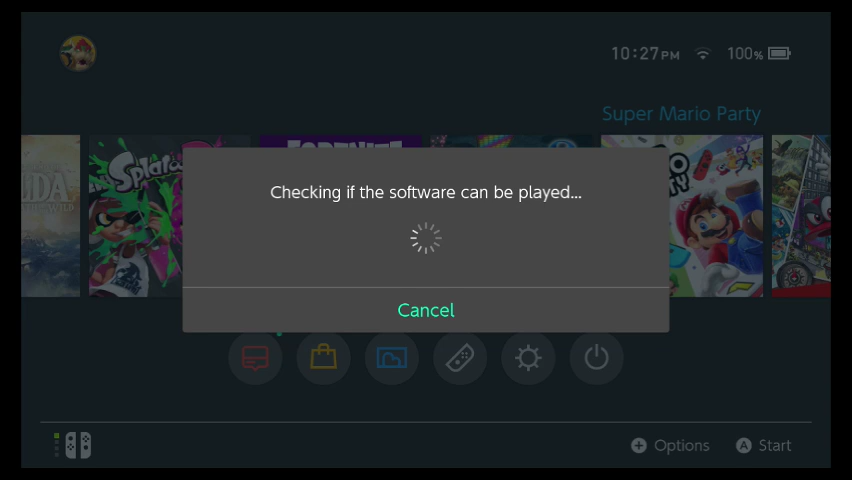 10:27PM 100%
Super Mario Party
Checking if the software can be played...
Cancel
Options
A Start